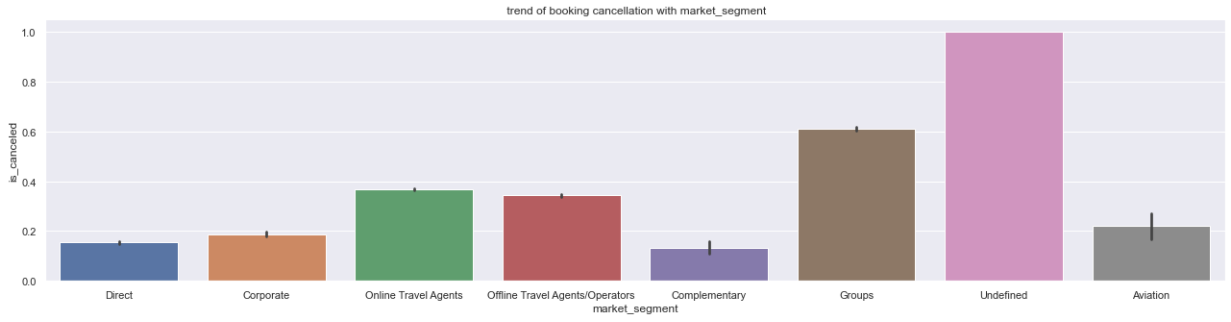 trend of booking cancellation with market_segment
is_canceled
1.0
0.8
0.6
0.4
0.2
0.0
Direct Corporate Online Travel Agents Offline Travel Agents/Operators Complementary Groups Undefined Aviation
market_segment